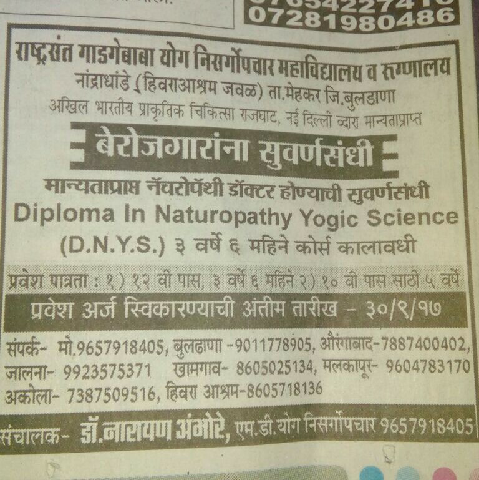 07281980486
राष्ट्रसंत गाडगेबाबा योग निसर्गोपचार महाविद्यालय व रूग्णालय
नांद्राधांडे (हिवराआश्रम जवळ) ता.मेहकर जि.बुलडाणा
अखिल भारतीय प्राकृतिक चिकित्सा राजघाट, नई दिल्ली व्दारा मान्यताप्राप्त
बेरोजगारांना सुवर्णसंधी
मान्यताप्राप्त नॅचरोपॅथी डॉक्टर होण्याची सुवर्णसंधी
Diploma In Naturopathy Yogic Science
(D.N.Y.S.) ३ वर्षे ६ महिने कोर्स कालावधी
प्रवेश पात्रता : १) १२ वी पास, ३ वर्षे ६ महिने २) १० वी पास साठी ५ वर्षे
प्रवेश अर्ज स्विकारण्याची अंतीम तारीख - ३०/९/१७
संपर्क- मो.9657918405, बुलढाणा -9011778905, औरंगाबाद-7887400402,
जालना- 9923575371 खामगाव- 8605025134, मलकापूर- 9604783170
अकोला- 7387509516, हिवरा आश्रम-8605718136
संचालक- डॉ.नारायण अंभोरे, एम.डी.योग निसर्गोपचार 9657918405